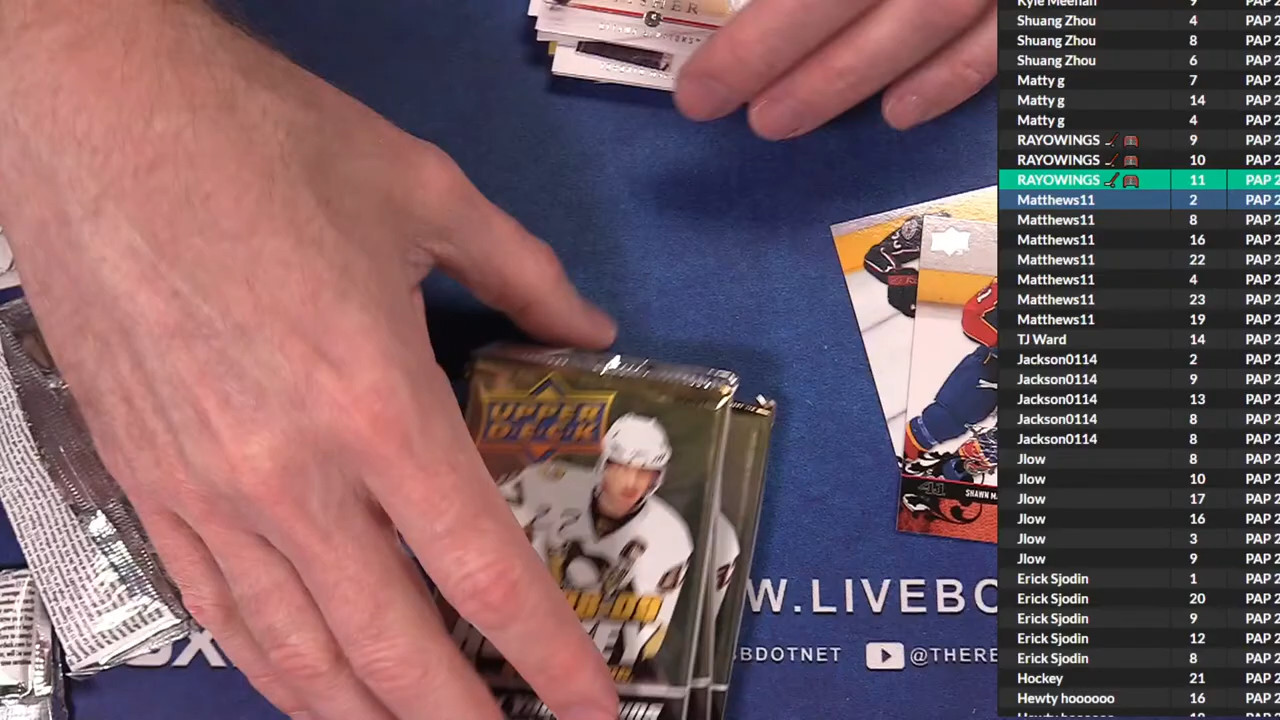 Kyle Meenan 9 PAP 2
Shuang Zhou 4 PAP 2
Shuang Zhou 8 PAP 2
Shuang Zhou 6 PAP 2
Matty g 7 PAP 2
Matty g 14 PAP 2
Matty g 4 PAP 2
RAYOWINGS 9 PAP 2
RAYOWINGS 10 PAP 2
RAYOWINGS 11 PAP 2
Matthews11 2 PAP 2
Matthews11 8 PAP 2
Matthews11 16 PAP 2
Matthews11 22 PAP 2
Matthews11 4 PAP 2
Matthews11 23 PAP 2
Matthews11 19 PAP 2
TJ Ward 14 PAP 2
Jackson0114 2 PAP 2
Jackson0114 9 PAP 2
Jackson0114 13 PAP 2
Jackson0114 8 PAP 2
Jackson0114 8 PAP 2
Jlow 8 PAP 2
Jlow 10 PAP 2
Jlow 17 PAP 2
Jlow 16 PAP 2
Jlow 3 PAP 2
Jlow 9 PAP 2
Erick Sjodin 1 PAP 2
Erick Sjodin 20 PAP 2
Erick Sjodin 9 PAP 2
Erick Sjodin 12 PAP 2
Erick Sjodin 8 PAP 2
Hockey 21 PAP 2
Hewty hoooooo 16 PAP 2
UPPER
DECK
41 SHAWN
W.LIVEBO
BDOTNET @THERE